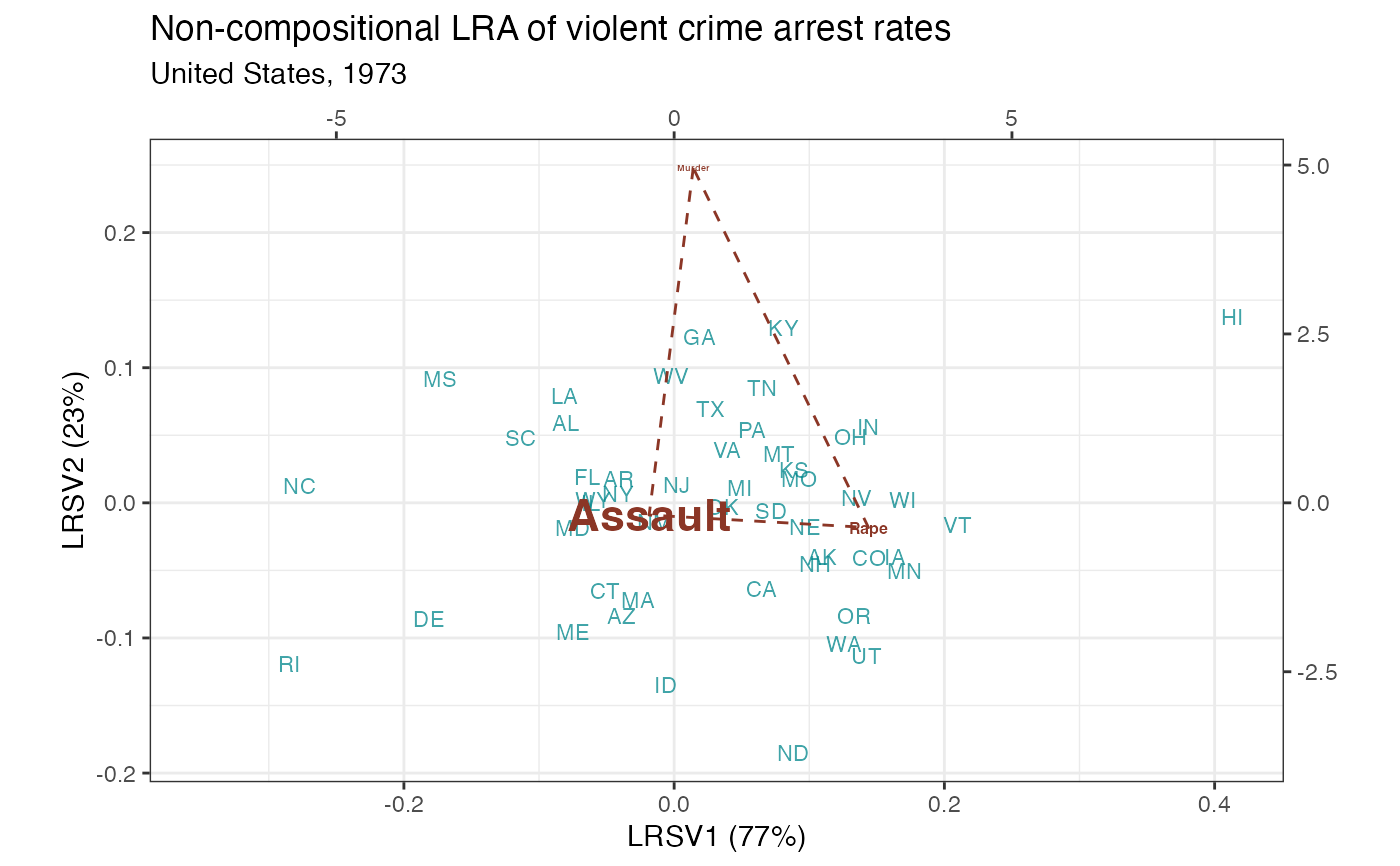 Non-compositional LRA of violent crime arrest rates
United States, 1973
-5 0 5
Murder 5.0
0.2
HI
KY
GA 2.5
0.1 MS WV
TN
LA
TX
AL PA IN
SC OH
VA MT
KS
FL AR MO
NC NJ MI
0.0 WY NY NV WI 0.0
SD
Assault
MD NE Rape VT
AK CO IA
NH MN
CT MA CA
DE AZ OR
-0.1 ME WA
UT
RI
-2.5
ID
ND
-0.2
-0.2 0.0 0.2 0.4
LRSV1 (77%)
LRSV2 (23%)